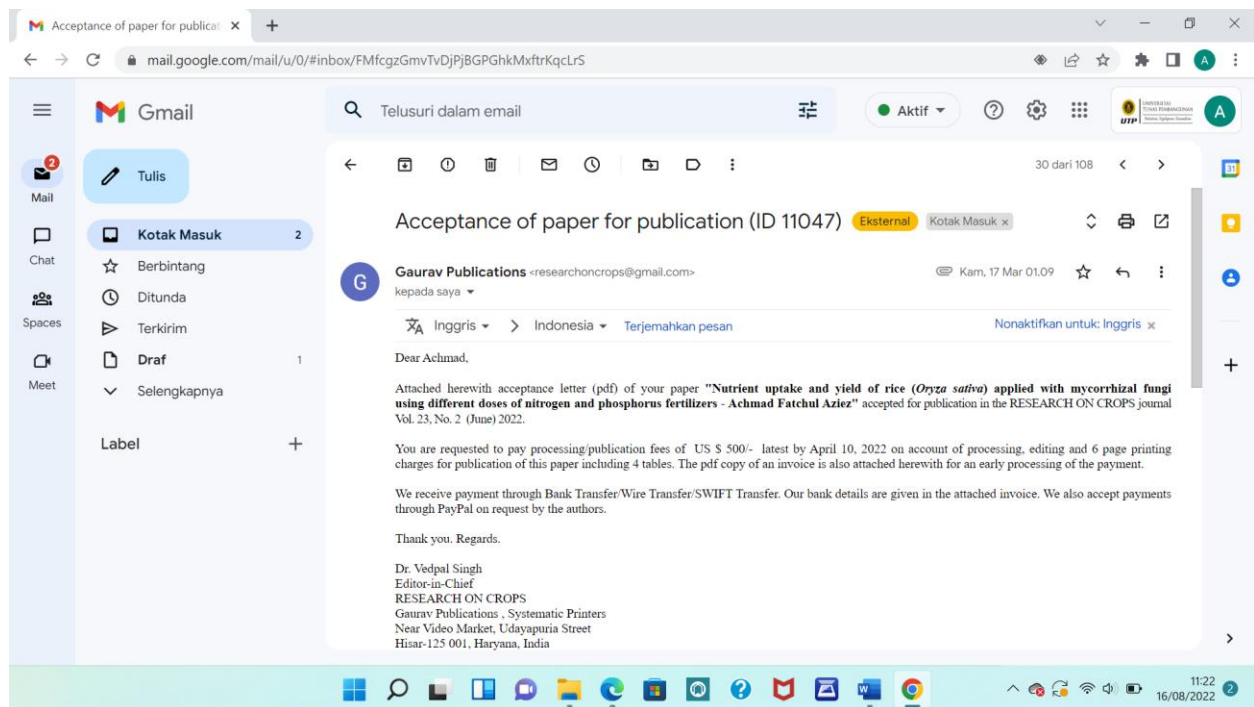 Acceptance of paper for publicat
mail.google.com/mail/u/0/#inbox/FMfcgzGmvTvDjPjBGPGhkMxftrKqcLrS
A
Gmail
Telusuri dalam email
Aktif
UTP
A
2
Mail
Chat
Spaces
Meet
Tulis
Kotak Masuk 2
Berbintang
Ditunda
Terkirim
Draf 1
Selengkapnya
Label
30 dari 108
Acceptance of paper for publication (ID 11047) Eksternal Kotak Masuk ×
G
Gaurav Publications <researchoncrops@gmail.com> Kam, 17 Mar 01.09
kepada saya
Inggris > Indonesia Terjemahkan pesan Nonaktifkan untuk: Inggris ×
Dear Achmad,
Attached herewith acceptance letter (pdf) of your paper "Nutrient uptake and yield of rice (Oryza sativa) applied with mycorrhizal fungi
using different doses of nitrogen and phosphorus fertilizers - Achmad Fatchul Aziez" accepted for publication in the RESEARCH ON CROPS journal
Vol. 23, No. 2 (June) 2022.
You are requested to pay processing/publication fees of US $ 500/- latest by April 10, 2022 on account of processing, editing and 6 page printing
charges for publication of this paper including 4 tables. The pdf copy of an invoice is also attached herewith for an early processing of the payment.
We receive payment through Bank Transfer/Wire Transfer/SWIFT Transfer. Our bank details are given in the attached invoice. We also accept payments
through PayPal on request by the authors.
Thank you. Regards.
Dr. Vedpal Singh
Editor-in-Chief
RESEARCH ON CROPS
Gaurav Publications , Systematic Printers
Near Video Market, Udayapuria Street
Hisar-125 001, Haryana, India
31
11:22
16/08/2022
2